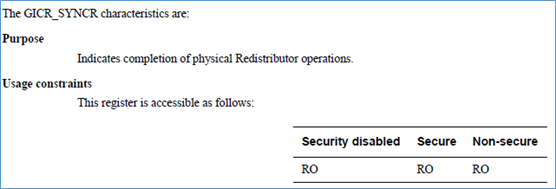 The GICR_SYNCR characteristics are:
Purpose
Indicates completion of physical Redistributor operations.
Usage constraints
This register is accessible as follows:
Security disabled Secure Non-secure
RO RO RO